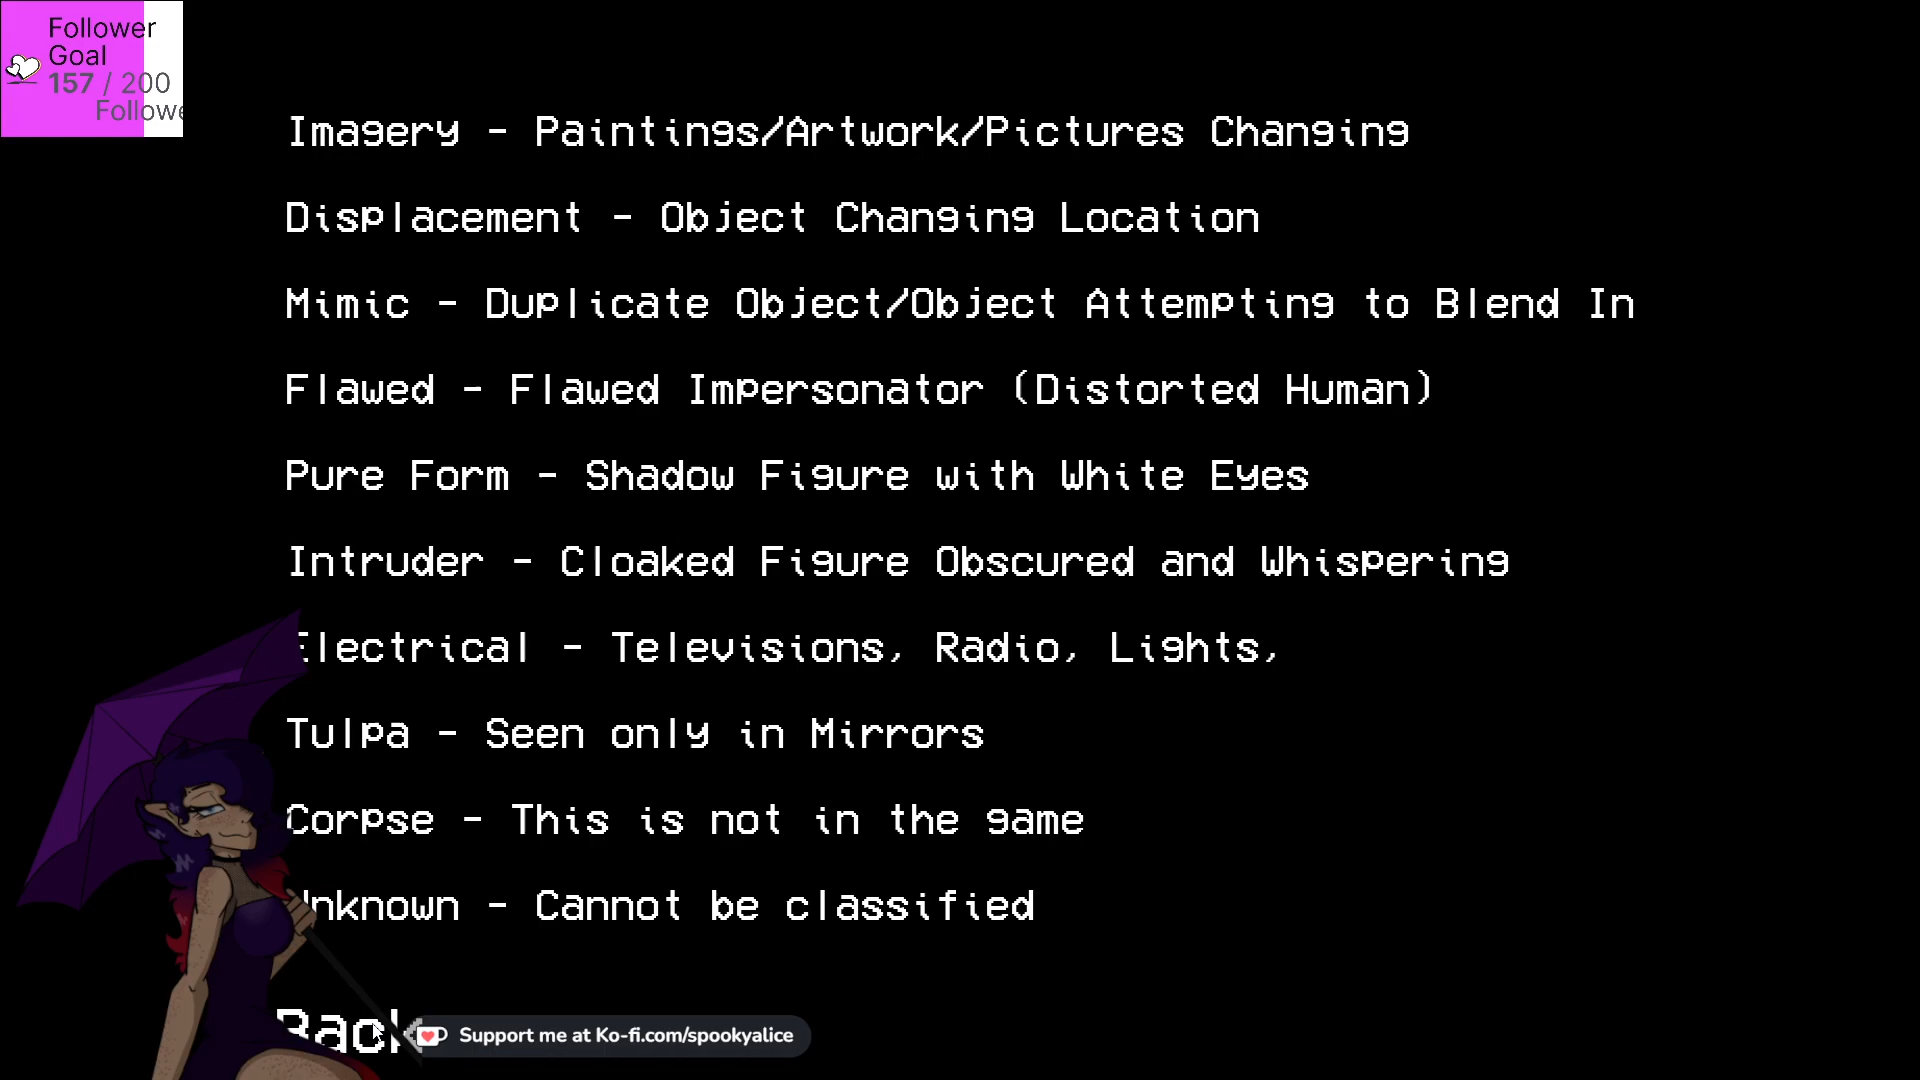 Follower
Goal
157 / 200
Imagery - Paintings/Artwork/Pictures Changing
Displacement - Object Changing Location
Mimic - Duplicate Object/Object Attempting to Blend In
Flawed - Flawed Impersonator (Distorted Human)
Pure Form - Shadow Figure with White Eyes
Intruder - Cloaked Figure Obscured and Whispering
Electrical - Televisions, Radio, Lights,
Tulpa - Seen only in Mirrors
Corpse - This is not in the game
Unknown - Cannot be classified
Back
Support me at Ko-fi.com/spookyalice